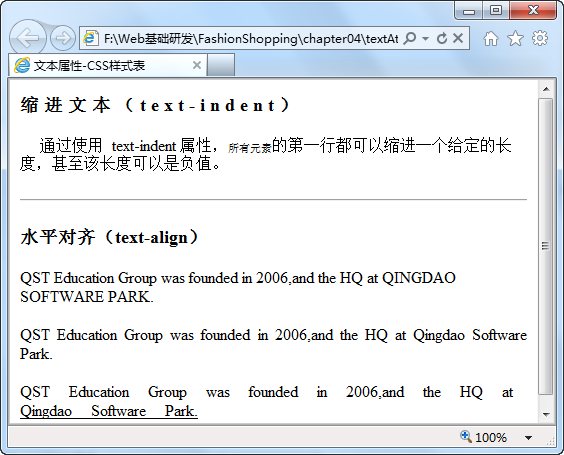 F:\Web基础研发\FashionShopping\chapter04\textAt
文本属性-CSS样式表
缩进文本（text-indent）
通过使用 text-indent 属性，所有元素的第一行都可以缩进一个给定的长
度，甚至该长度可以是负值。
水平对齐（text-align）
QST Education Group was founded in 2006,and the HQ at QINGDAO
SOFTWARE PARK.
QST Education Group was founded in 2006,and the HQ at Qingdao Software
Park.
QST Education Group was founded in 2006,and the HQ at
Qingdao Software Park.
100%